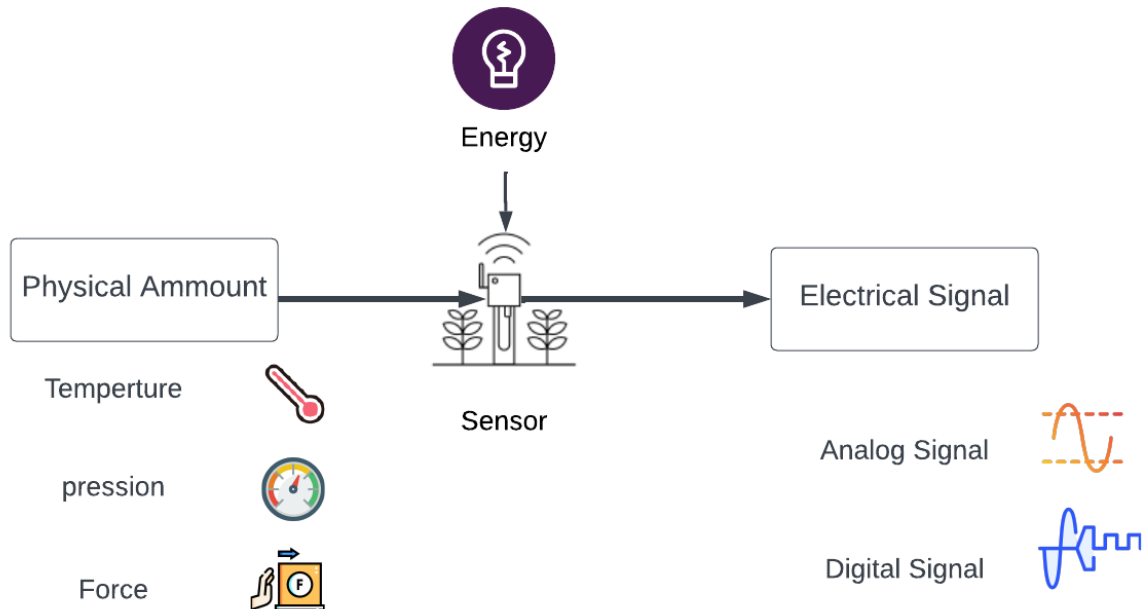 Energy
Physical Ammount
Electrical Signal
Temperture
Sensor
Analog Signal
pression
Digital Signal
Force
F